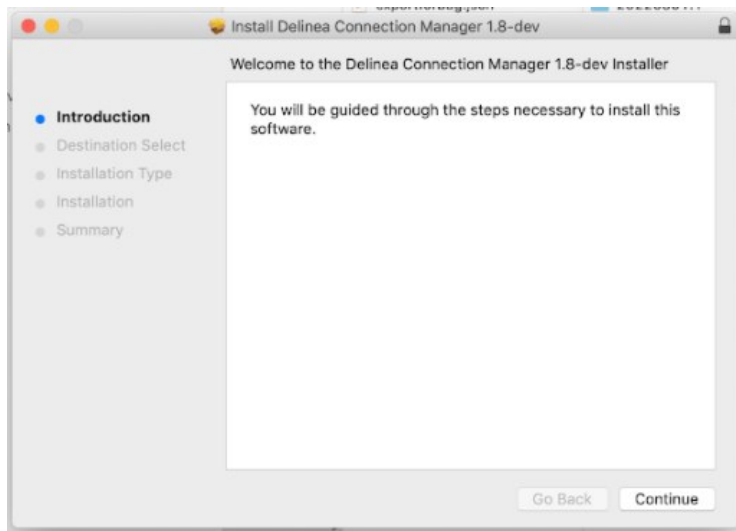 Install Delinea Connection Manager 1.8-dev
Welcome to the Delinea Connection Manager 1.8-dev Installer
Introduction
Destination Select
Installation Type
Installation
Summary
You will be guided through the steps necessary to install this
software.
Go Back
Continue